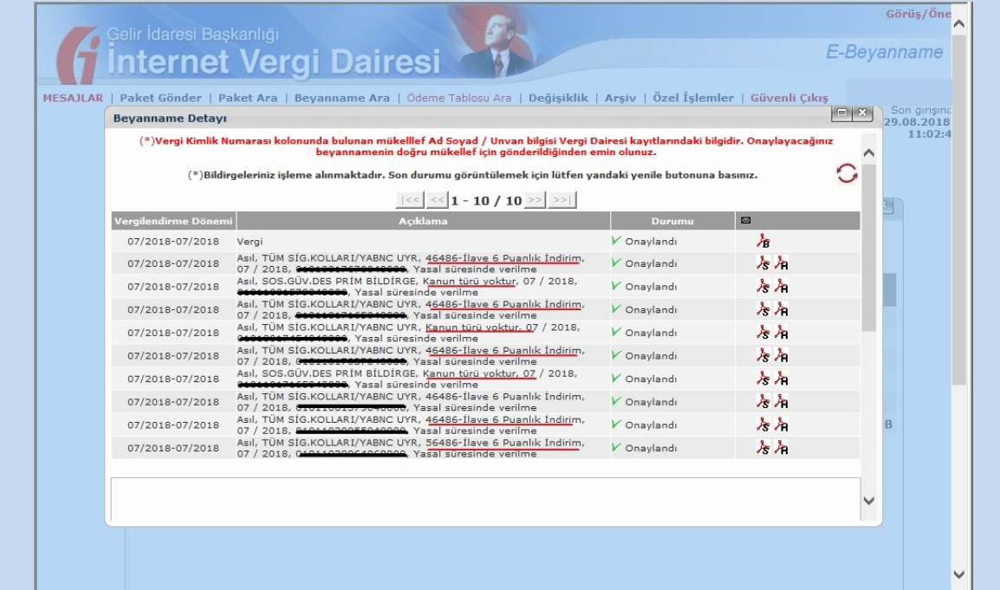 Görüş/Öne
Gelir İdaresi Başkanlığı
İnternet Vergi Dairesi
E-Beyanname
MESAJLAR | Paket Gönder | Paket Ara | Beyanname Ara | Ödeme Tablosu Ara | Değişiklik | Arşiv | Özel İşlemler | Güvenli Çıkış
Son girişini
29.08.2018
11:02:4
Beyanname Detayı
(*)Vergi Kimlik Numarası kolonunda bulunan mükelllef Ad Soyad / Unvan bilgisi Vergi Dairesi kayıtlarındaki bilgidir. Onaylayacağınız
beyannamenin doğru mükellef için gönderildiğinden emin olunuz.
(*)Bildirgeleriniz işleme alınmaktadır. Son durumu görüntülemek için lütfen yandaki yenile butonuna basınız.
|<< << 1 - 10 / 10 >> >>|
Vergilendirme Dönemi Açıklama Durumu
07/2018-07/2018 Vergi Onaylandı
Asıl, TÜM SİG.KOLLARI/YABNC UYR, 46486-İlave 6 Puanlık İndirim,
07/2018-07/2018 Onaylandı
07 / 2018, Yasal süresinde verilme
Asıl, SOS.GÜV.DES PRİM BİLDİRGE, Kanun türü yoktur, 07 / 2018,
07/2018-07/2018 Onaylandı
, Yasal süresinde verilme
Asıl, TÜM SİG.KOLLARI/YABNC UYR, 46486-İlave 6 Puanlık İndirim,
07/2018-07/2018 Onaylandı
07 / 2018, Yasal süresinde verilme
Asıl, TÜM SİG.KOLLARI/YABNC UYR, Kanun türü yoktur, 07 / 2018,
07/2018-07/2018 Onaylandı
, Yasal süresinde verilme
Asıl, TÜM SİG.KOLLARI/YABNC UYR, 46486-İlave 6 Puanlık İndirim,
07/2018-07/2018 Onaylandı
07 / 2018, Yasal süresinde verilme
Asıl, SOS.GÜV.DES PRİM BİLDİRGE, Kanun türü yoktur, 07 / 2018,
07/2018-07/2018 Onaylandı
, Yasal süresinde verilme
Asıl, TÜM SİG.KOLLARI/YABNC UYR, 46486-İlave 6 Puanlık İndirim,
07/2018-07/2018 Onaylandı
07 / 2018, Yasal süresinde verilme
Asıl, TÜM SİG.KOLLARI/YABNC UYR, 46486-İlave 6 Puanlık İndirim,
07/2018-07/2018 Onaylandı
07 / 2018, Yasal süresinde verilme
Asıl, TÜM SİG.KOLLARI/YABNC UYR, 56486-İlave 6 Puanlık İndirim,
07/2018-07/2018 Onaylandı
07 / 2018, Yasal süresinde verilme
B